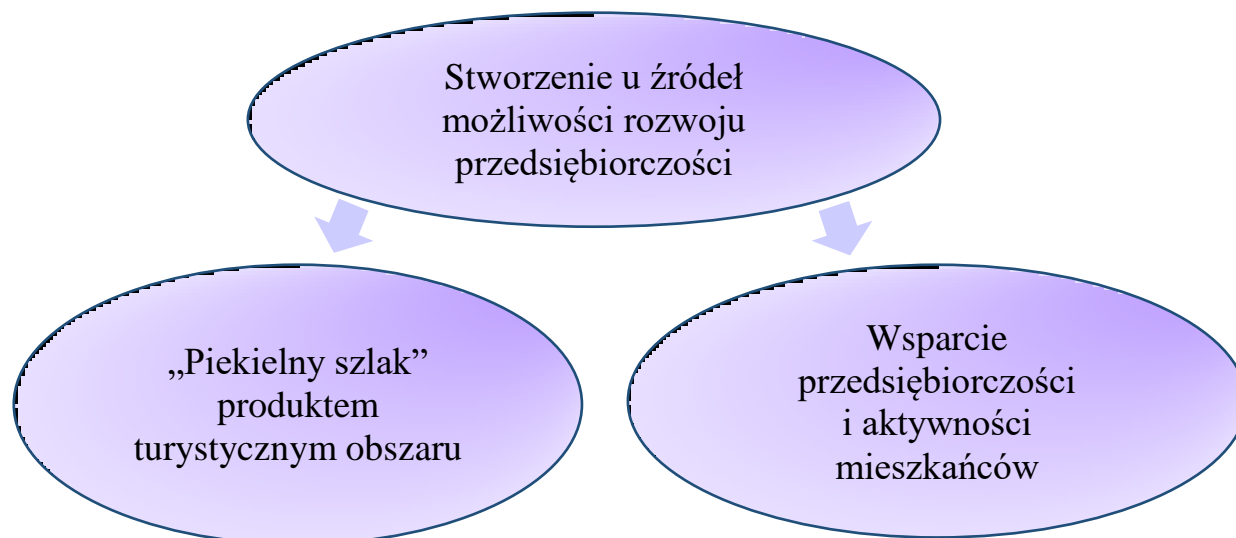 Stworzenie u źródeł
możliwości rozwoju
przedsiębiorczości
„Piekielny szlak”
produktem
turystycznym obszaru
Wsparcie
przedsiębiorczości
i aktywności
mieszkańców